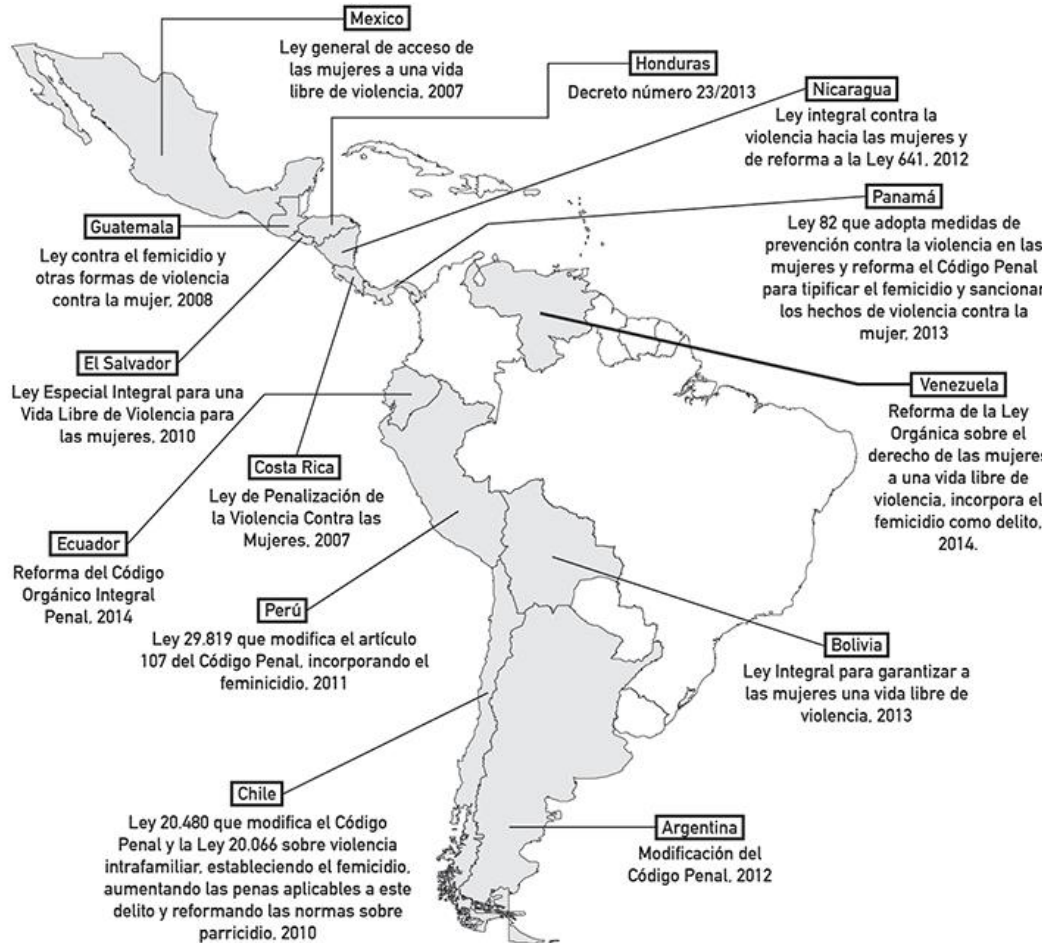 Mexico
Ley general de acceso de
las mujeres a una vida
libre de violencia, 2007
Honduras
Decreto número 23/2013
Nicaragua
Ley integral contra la
violencia hacia las mujeres y
de reforma a la Ley 641, 2012
Guatemala
Ley contra el femicidio y
otras formas de violencia
contra la mujer, 2008
Panamá
Ley 82 que adopta medidas de
prevención contra la violencia en las
mujeres y reforma el Código Penal
para tipificar el femicidio y sancionar
los hechos de violencia contra la
mujer, 2013
El Salvador
Ley Especial Integral para una
Vida Libre de Violencia para
las mujeres, 2010
Venezuela
Reforma de la Ley
Orgánica sobre el
derecho de las mujeres
a una vida libre de
violencia, incorpora el
femicidio como delito,
2014.
Costa Rica
Ley de Penalización de
la Violencia Contra las
Mujeres, 2007
Ecuador
Reforma del Código
Orgánico Integral
Penal, 2014
Perú
Ley 29.819 que modifica el artículo
107 del Código Penal, incorporando el
feminicidio, 2011
Bolivia
Ley Integral para garantizar a
las mujeres una vida libre de
violencia, 2013
Chile
Ley 20.480 que modifica el Código
Penal y la Ley 20.066 sobre violencia
intrafamiliar, estableciendo el femicidio,
aumentando las penas aplicables a este
delito y reformando las normas sobre
parricidio, 2010
Argentina
Modificación del
Código Penal, 2012